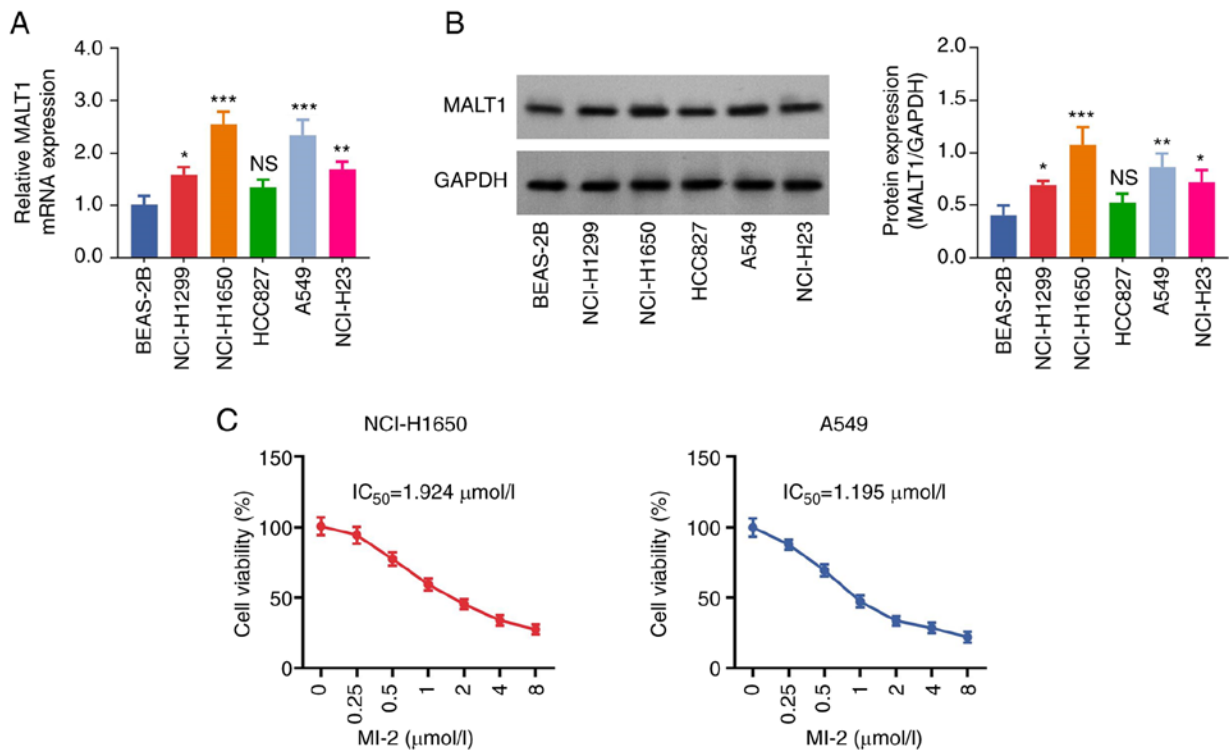 A
Relative MALT1
mRNA expression
4.0
3.0
2.0
1.0
0.0
*
***
NS
***
**
BEAS-2B
NCI-H1299
NCI-H1650
HCC827
A549
NCI-H23
B
MALT1
GAPDH
BEAS-2B
NCI-H1299
NCI-H1650
HCC827
A549
NCI-H23
Protein expression
(MALT1/GAPDH)
2.0
1.5
1.0
0.5
0.0
*
***
NS
**
*
BEAS-2B
NCI-H1299
NCI-H1650
HCC827
A549
NCI-H23
C
NCI-H1650
Cell viability (%)
150
100
50
0
IC50=1.924 μmol/l
0
0.25
0.5
1
2
4
8
MI-2 (μmol/l)
A549
Cell viability (%)
150
100
50
0
IC50=1.195 μmol/l
0
0.25
0.5
1
2
4
8
MI-2 (μmol/l)